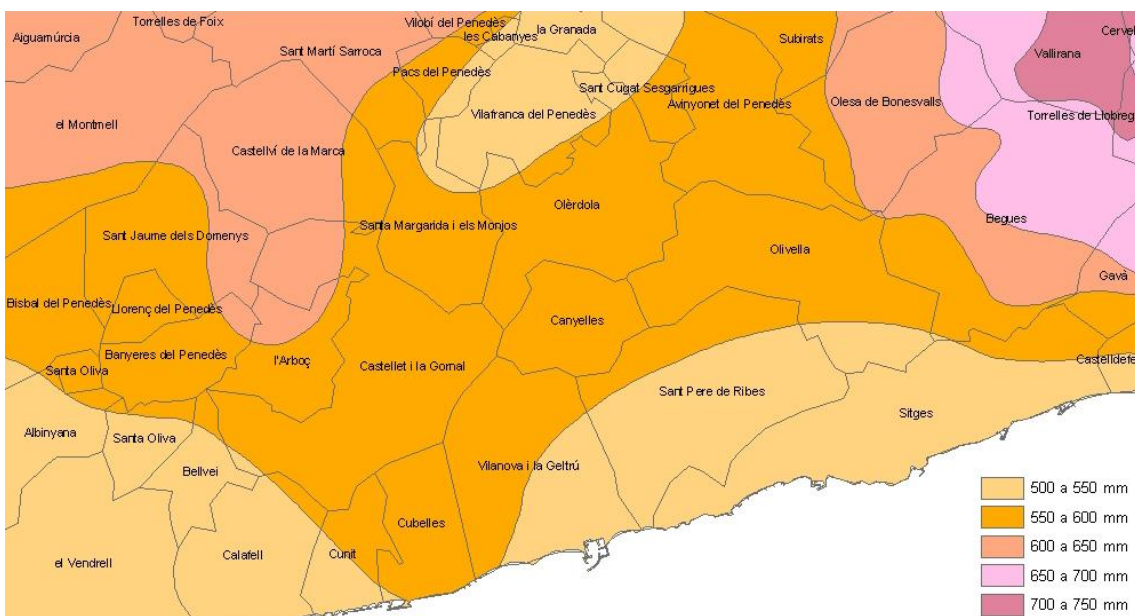 Torrelles de Foix
Vilobí del Penedès
la Granada
Aiguamúrcia
les Cabanyes
Subirats
Sant Martí Sarroca
Vallirana
Pacs del Penedès
Sant Cugat Sesgarrigues
Avinyonet del Penedès
Olesa de Bonesvalls
Vilafranca del Penedès
Torrelles de Llobreg
el Montmell
Castellví de la Marca
Olèrdola
Begues
Santa Margarida i els Monjos
Sant Jaume dels Domenys
Olivella
Gavà
Bisbal del Penedès
Llorenç del Penedès
Canyelles
Banyeres del Penedès
l'Arboç
Castellet i la Gornal
Castelldefe
Santa Oliva
Sant Pere de Ribes
Sitges
Albinyana
Santa Oliva
Bellvei
Vilanova i la Geltrú
Cubelles
el Vendrell
Calafell
Cunit
500 a 550 mm
550 a 600 mm
600 a 650 mm
650 a 700 mm
700 a 750 mm